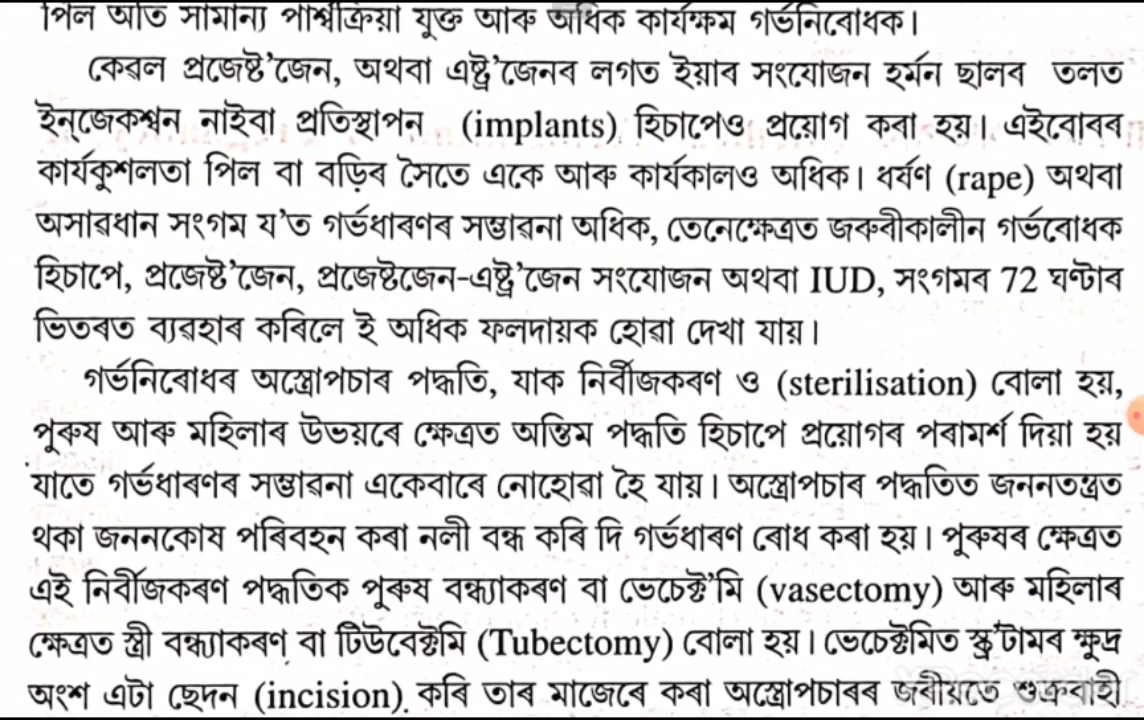 পিল অতি সামান্য পাৰ্শ্বক্ৰিয়া যুক্ত আৰু অধিক কাৰ্যক্ষম গৰ্ভনিৰোধক।
কেৱল প্ৰজেষ্ট'জেন, অথবা এষ্ট্ৰ'জেনৰ লগত ইয়াৰ সংযোজন হৰ্মন ছালৰ তলত
ইন্জেকশ্বন নাইবা প্ৰতিস্থাপন (implants) হিচাপেও প্ৰয়োগ কৰা হয়। এইবোৰৰ
কাৰ্যকুশলতা পিল বা বড়িৰ সৈতে একে আৰু কাৰ্যকালও অধিক। ধৰ্ষণ (rape) অথবা
অসাৱধান সংগম য'ত গৰ্ভধাৰণৰ সম্ভাৱনা অধিক, তেনেক্ষেত্ৰত জৰুৰীকালীন গৰ্ভৰোধক
হিচাপে, প্ৰজেষ্ট'জেন, প্ৰজেষ্টজেন-এষ্ট্ৰ'জেন সংযোজন অথবা IUD, সংগমৰ 72 ঘণ্টাৰ
ভিতৰত ব্যৱহাৰ কৰিলে ই অধিক ফলদায়ক হোৱা দেখা যায়।
গৰ্ভনিৰোধৰ অস্ত্ৰোপচাৰ পদ্ধতি, যাক নিৰ্বীজকৰণ ও (sterilisation) বোলা হয়,
পুৰুষ আৰু মহিলাৰ উভয়ৰে ক্ষেত্ৰত অন্তিম পদ্ধতি হিচাপে প্ৰয়োগৰ পৰামৰ্শ দিয়া হয়
যাতে গৰ্ভধাৰণৰ সম্ভাৱনা একেবাৰে নোহোৱা হৈ যায়। অস্ত্ৰোপচাৰ পদ্ধতিত জননতন্ত্ৰত
থকা জননকোষ পৰিবহন কৰা নলী বন্ধ কৰি দি গৰ্ভধাৰণ ৰোধ কৰা হয়। পুৰুষৰ ক্ষেত্ৰত
এই নিৰ্বীজকৰণ পদ্ধতিক পুৰুষ বন্ধ্যাকৰণ বা ভেচেক্ট'মি (vasectomy) আৰু মহিলাৰ
ক্ষেত্ৰত স্ত্ৰী বন্ধ্যাকৰণ বা টিউবেক্টমি (Tubectomy) বোলা হয়। ভেচেক্টমিত স্ক্ৰ'টামৰ ক্ষুদ্ৰ
অংশ এটা ছেদন (incision) কৰি তাৰ মাজেৰে কৰা অস্ত্ৰোপচাৰৰ জৰীয়তে শুক্ৰবাহী